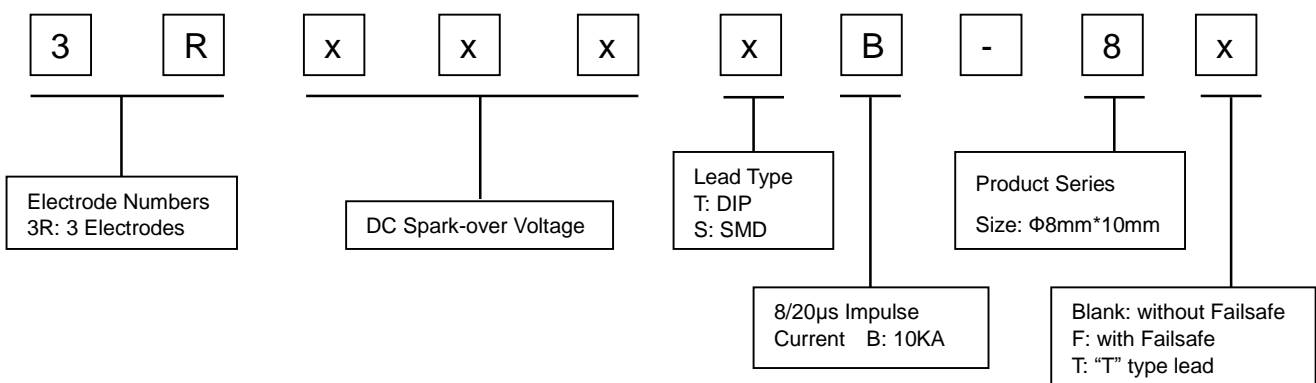 3 R x x x x B - 8 x
Electrode Numbers
3R: 3 Electrodes
DC Spark-over Voltage
Lead Type
T: DIP
S: SMD
Product Series
Size: Φ8mm*10mm
8/20μs Impulse
Current B: 10KA
Blank: without Failsafe
F: with Failsafe
T: “T” type lead